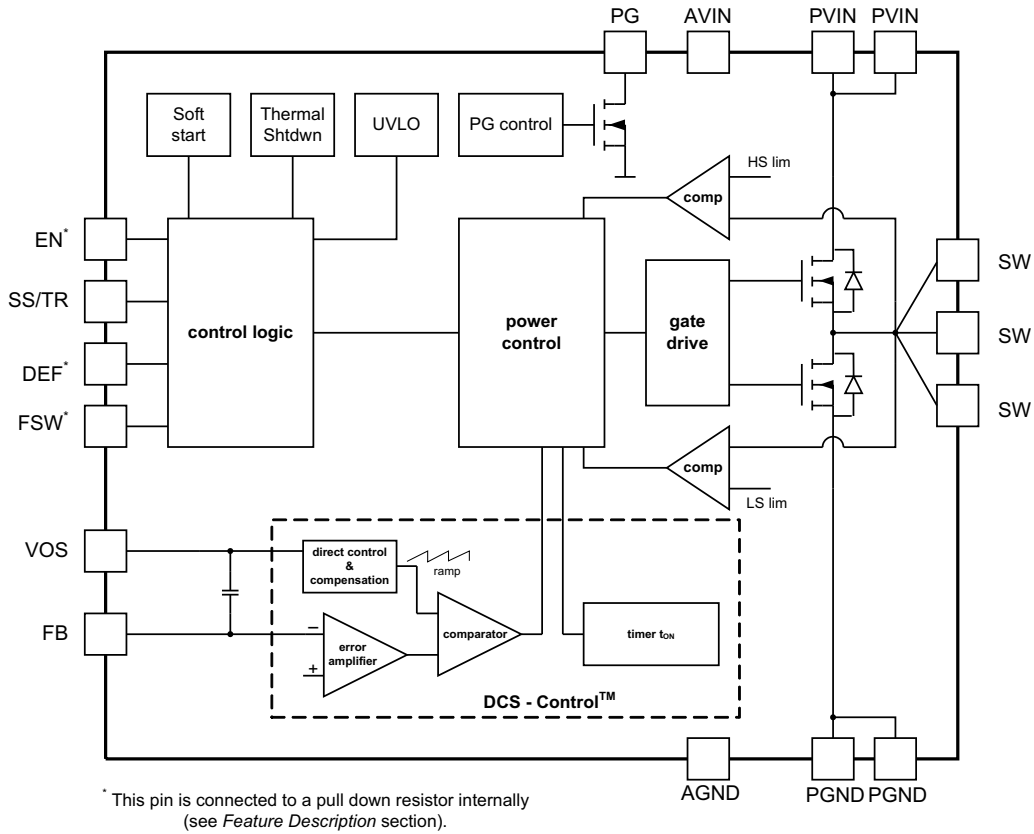 PG AVIN PVIN PVIN
Soft
start
Thermal
Shtdwn
UVLO
PG control
HS lim
comp
EN*
SS/TR
DEF*
FSW*
control logic
power
control
gate
drive
SW
SW
SW
comp
LS lim
VOS
FB
direct control
&
compensation
ramp
−
+
error
amplifier
comparator
timer tON
DCS - Control™
AGND PGND PGND
* This pin is connected to a pull down resistor internally
(see Feature Description section).